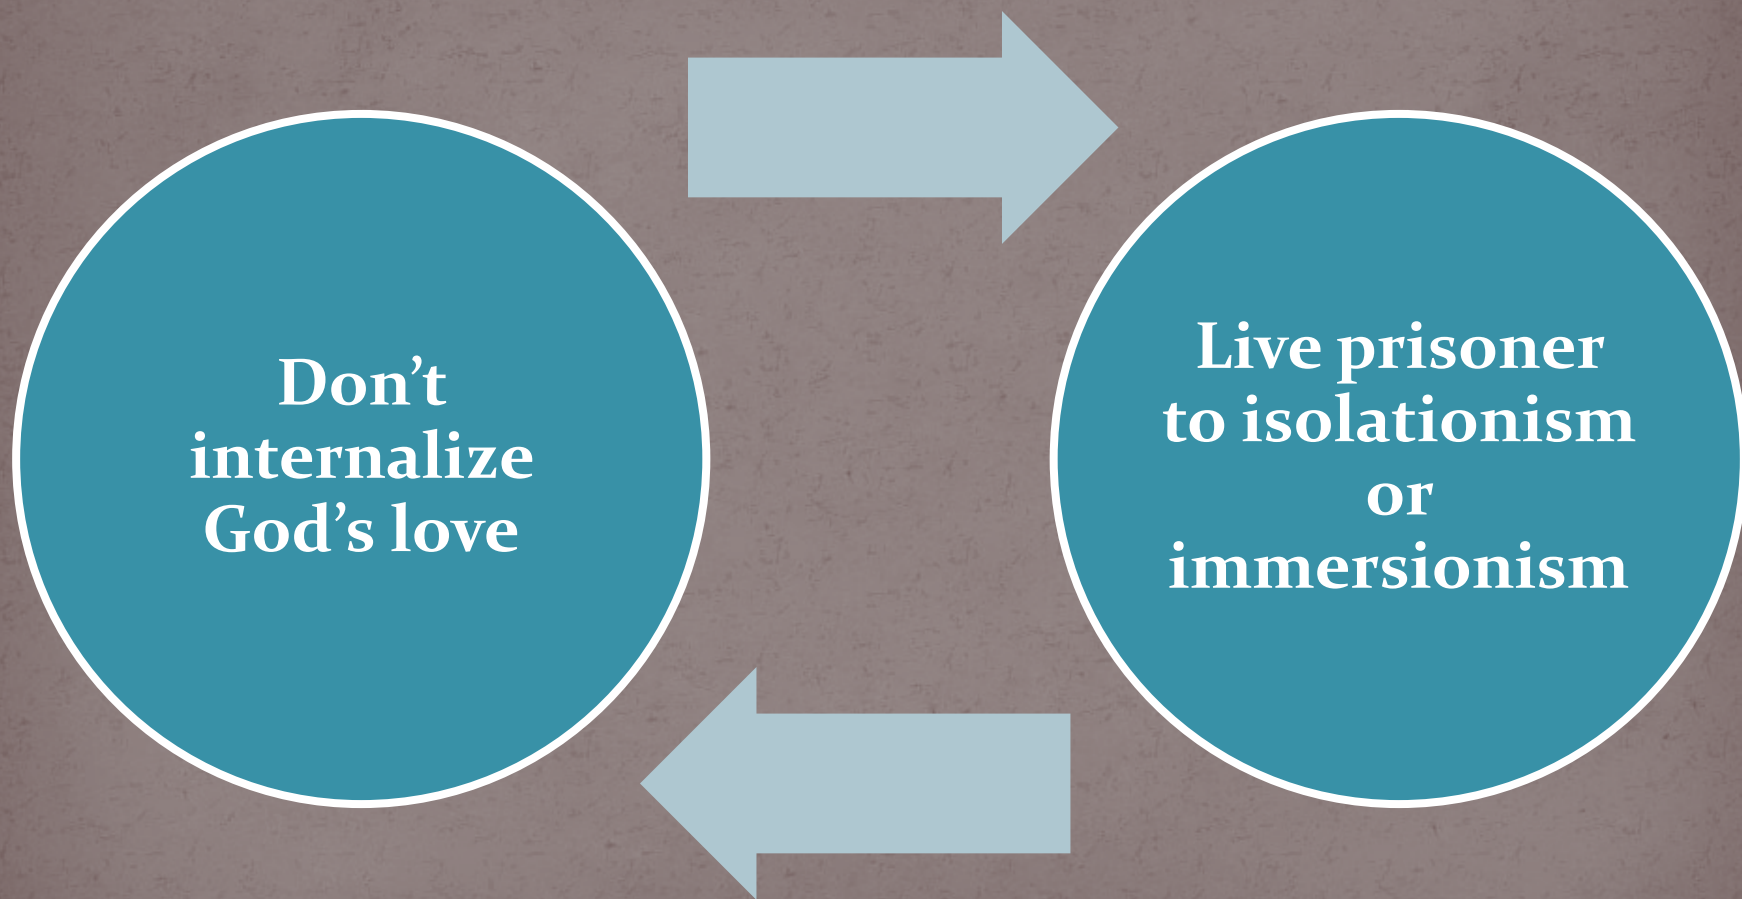 Don’t
internalize
God’s love
Live prisoner
to isolationism
or
immersionism